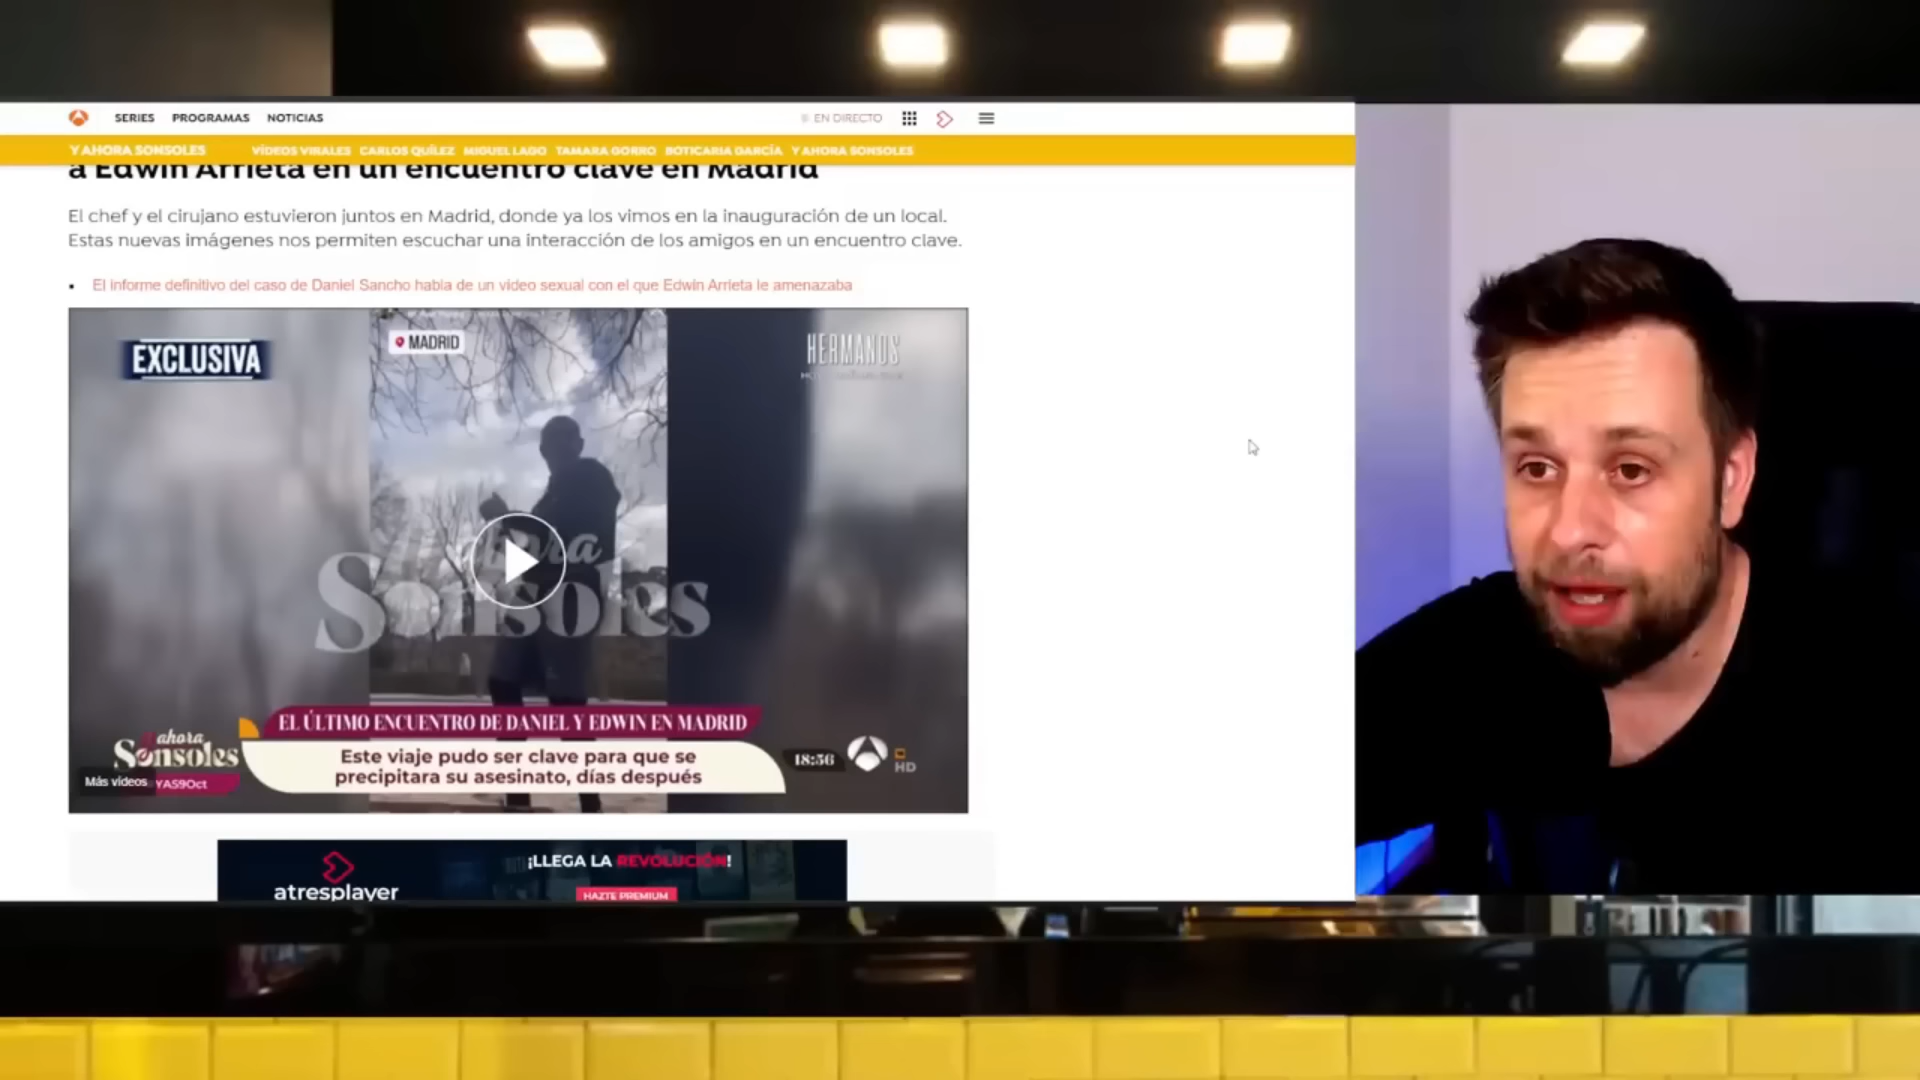 SERIES PROGRAMAS NOTICIAS EN DIRECTO
Y AHORA SONSOLES VÍDEOS VIRALES CARLOS QUÍLEZ MIGUEL LAGO TAMARA GORRO BOTICARIA GARCÍA Y AHORA SONSOLES
a Edwin Arrieta en un encuentro clave en Madrid
El chef y el cirujano estuvieron juntos en Madrid, donde ya los vimos en la inauguración de un local.
Estas nuevas imágenes nos permiten escuchar una interacción de los amigos en un encuentro clave.
El informe definitivo del caso de Daniel Sancho habla de un vídeo sexual con el que Edwin Arrieta le amenazaba
EXCLUSIVA
MADRID
HERMANOS
Y ahora
Sonsoles
EL ÚLTIMO ENCUENTRO DE DANIEL Y EDWIN EN MADRID
Este viaje pudo ser clave para que se
precipitara su asesinato, días después
Y ahora
Sonsoles
18:56
HD
Más vídeos
YAS9Oct
¡LLEGA LA REVOLUCIÓN!
atresplayer
HAZTE PREMIUM